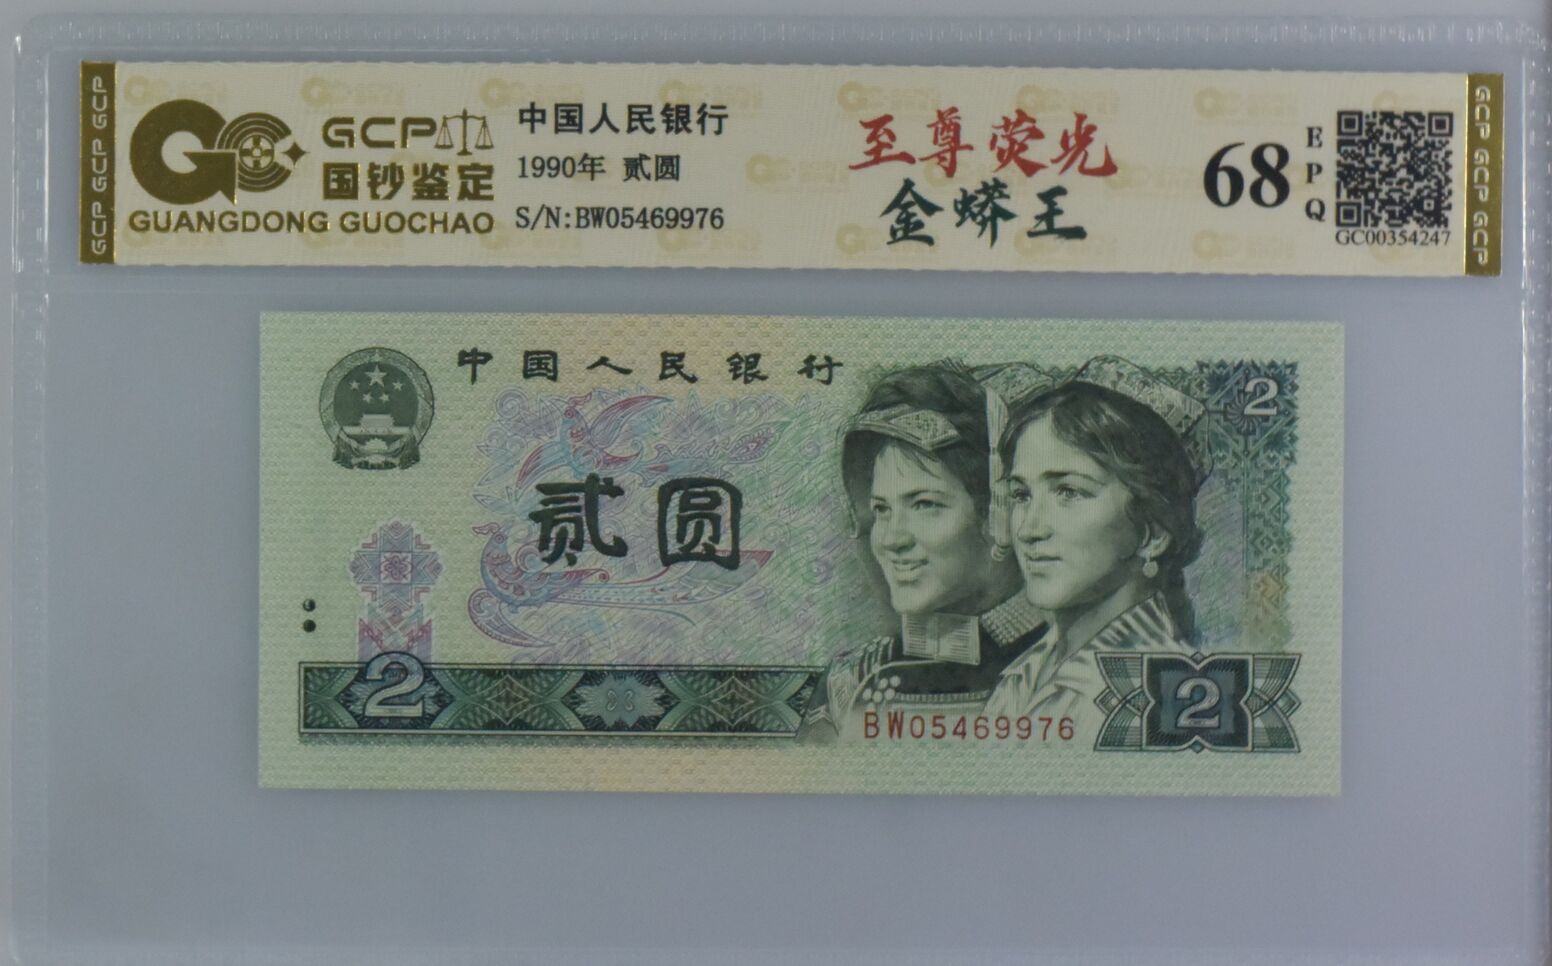 GCP GCP GCP
GCP
国钞鉴定
GUANGDONG GUOCHAO
中国人民银行
1990年 贰圆
S/N:BW05469976
至尊荧光
金蟒王
68
EPQ
GC00354247
GCP GCP GCP
中国人民银行
2
贰圆
2
BW05469976
2